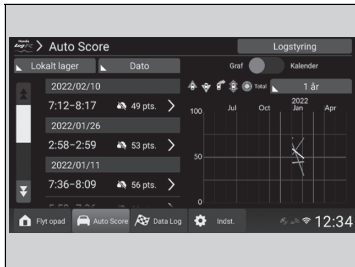 Honda
LogR > Auto Score
Logstyring
Lokalt lager
Dato
Graf
Kalender
Total
1 år
2022/02/10
7:12-8:17 49 pts.
2022/01/26
2:58-2:59 53 pts.
2022/01/11
7:36-8:09 56 pts.
2022
Jul Oct Jan Apr
100
50
0
Flyt opad
Auto Score
Data Log
Indst.
12:34